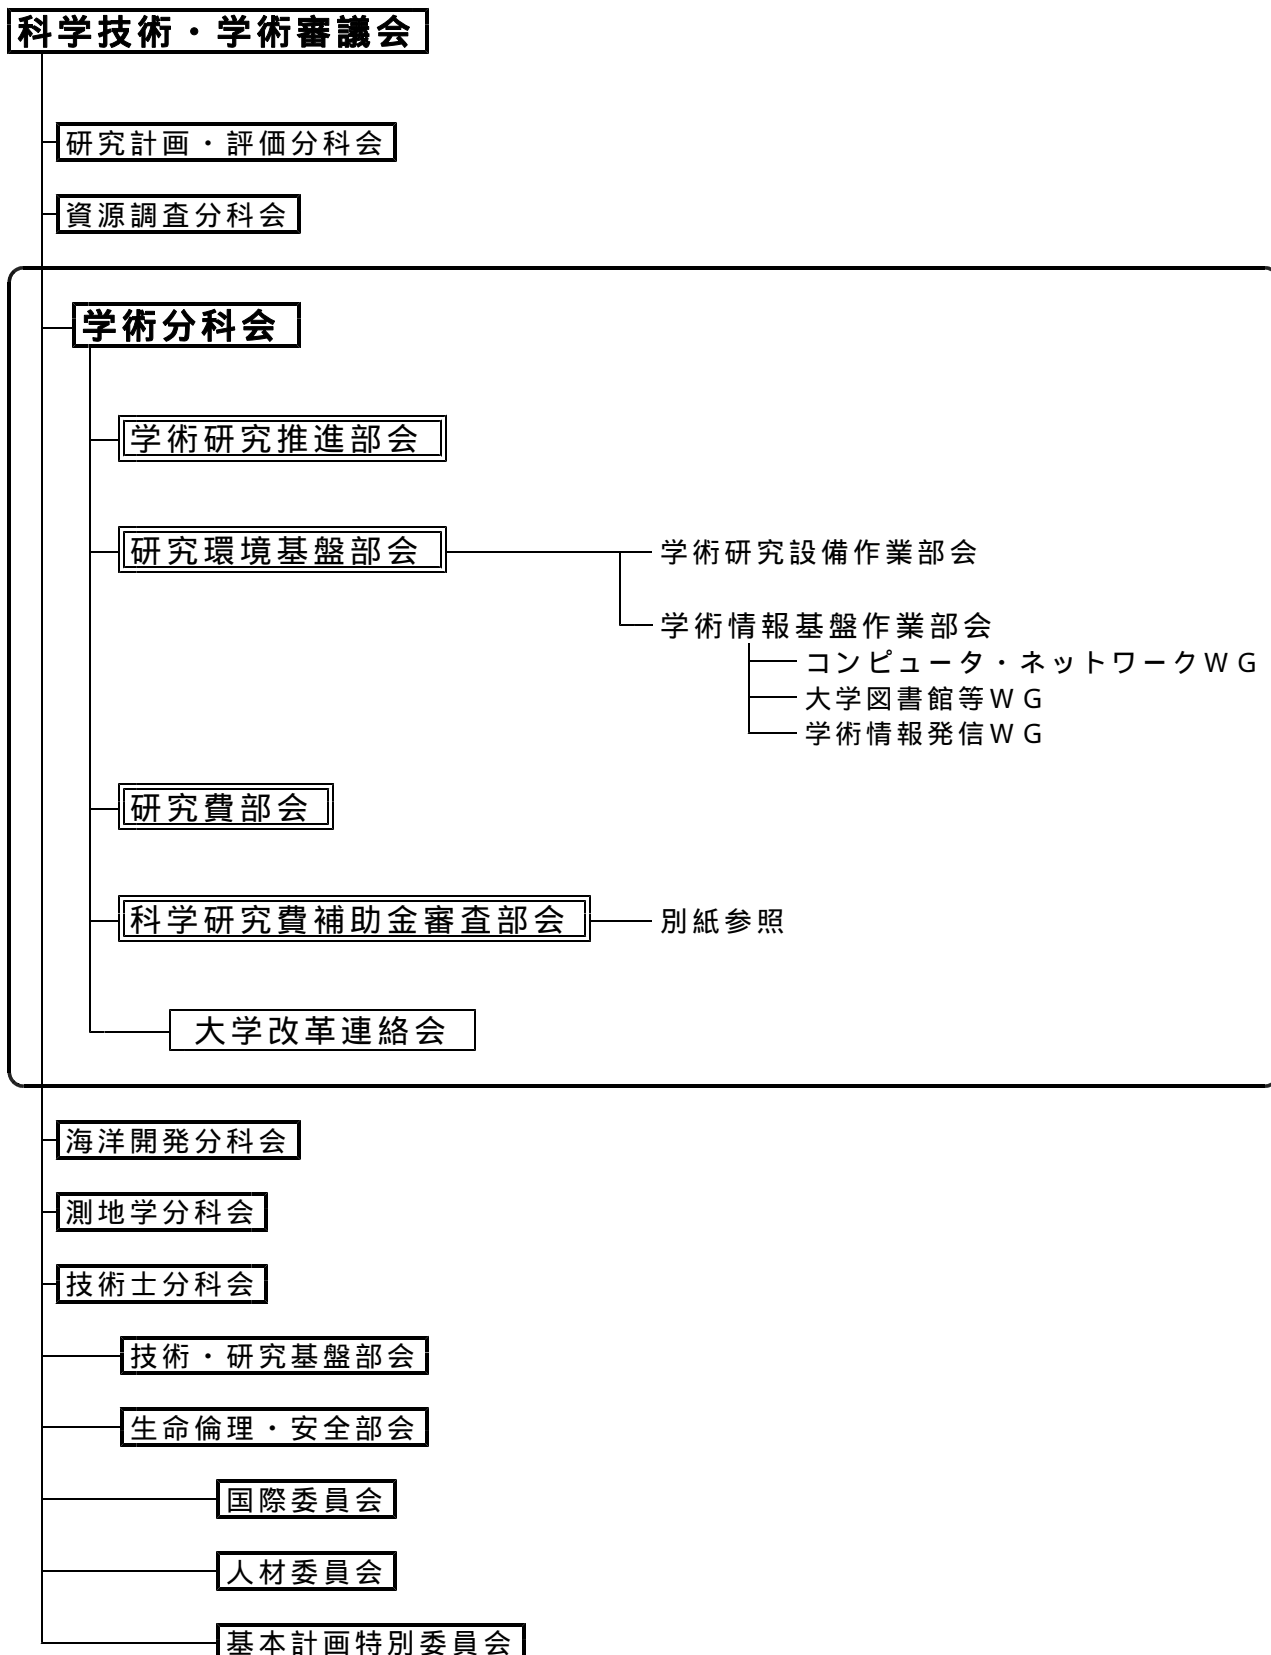 科学技術・学術審議会
研究計画・評価分科会
資源調査分科会
学術分科会
学術研究推進部会
研究環境基盤部会
学術研究設備作業部会
学術情報基盤作業部会
コンピュータ・ネットワークＷＧ
大学図書館等ＷＧ
学術情報発信ＷＧ
研究費部会
科学研究費補助金審査部会
別紙参照
大学改革連絡会
海洋開発分科会
測地学分科会
技術士分科会
技術・研究基盤部会
生命倫理・安全部会
国際委員会
人材委員会
基本計画特別委員会